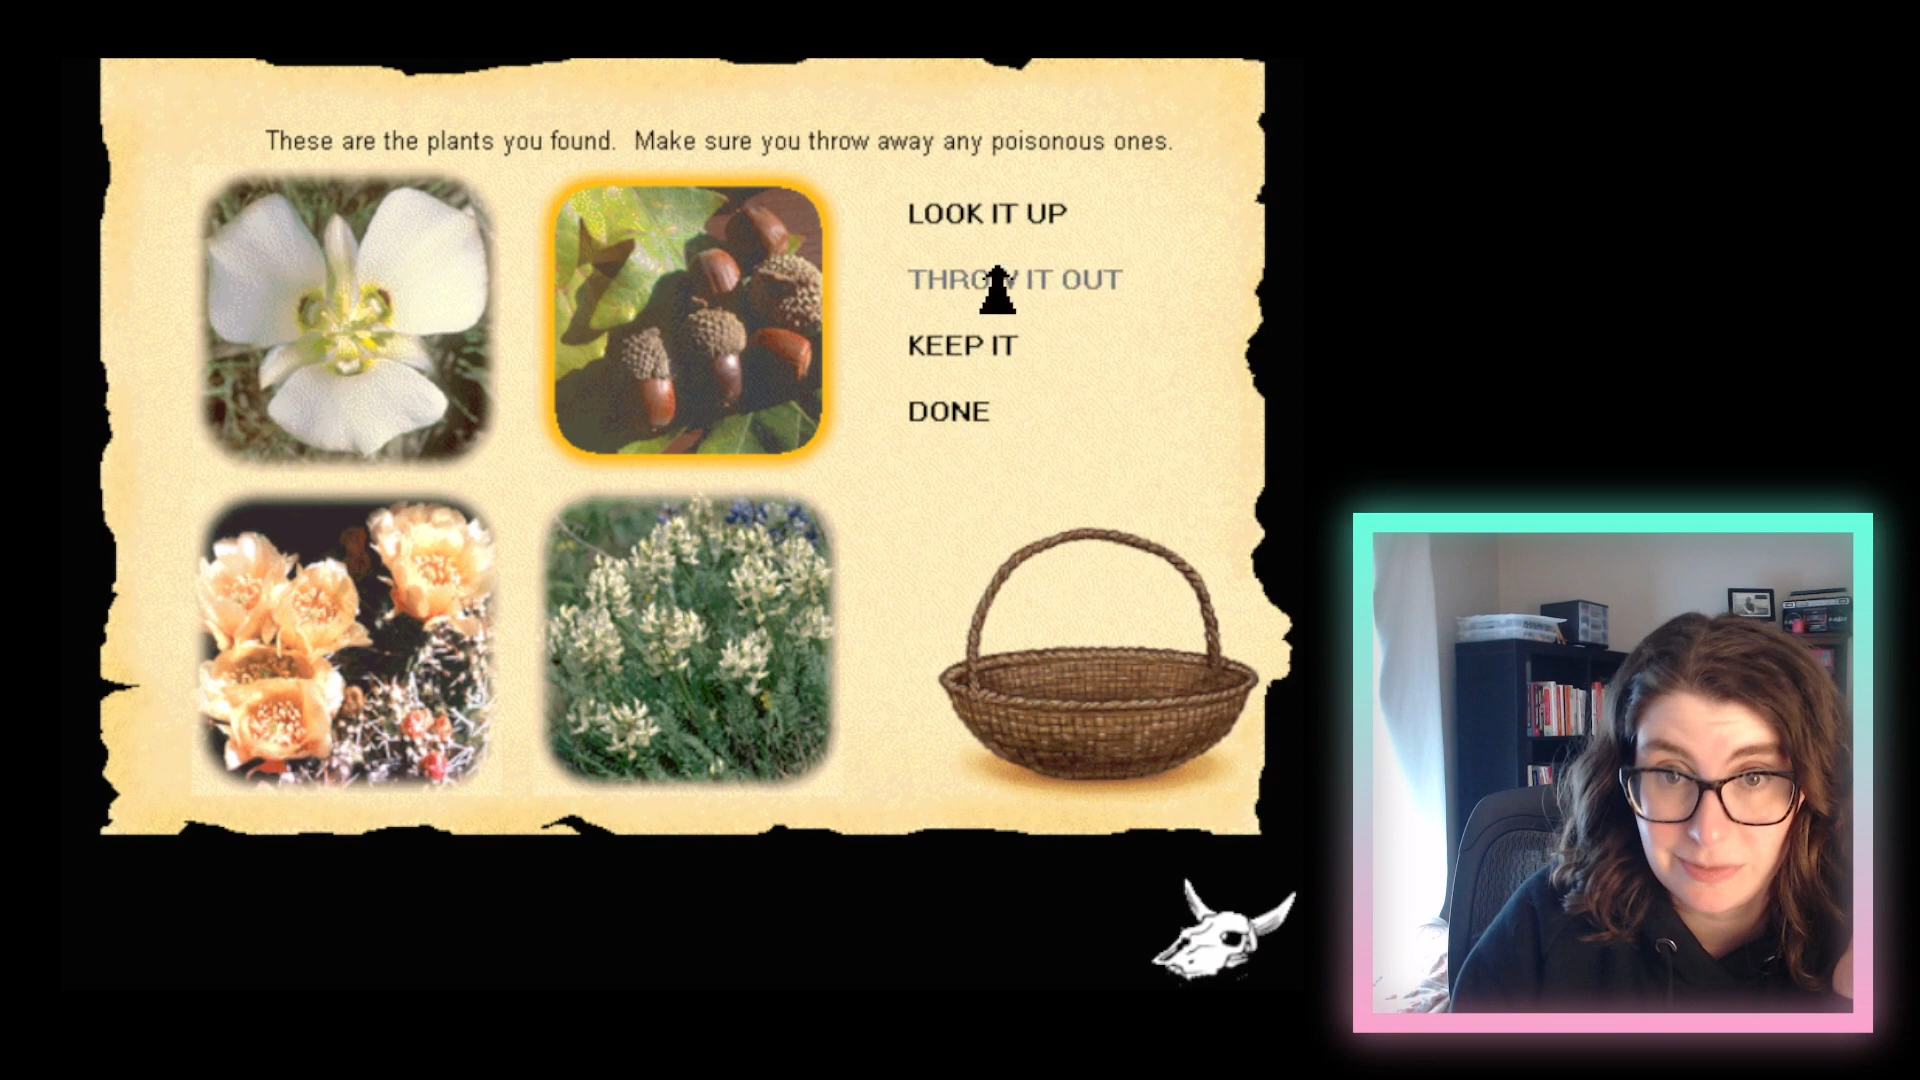 These are the plants you found.  Make sure you throw away any poisonous ones.
LOOK IT UP
THROW IT OUT
KEEP IT
DONE